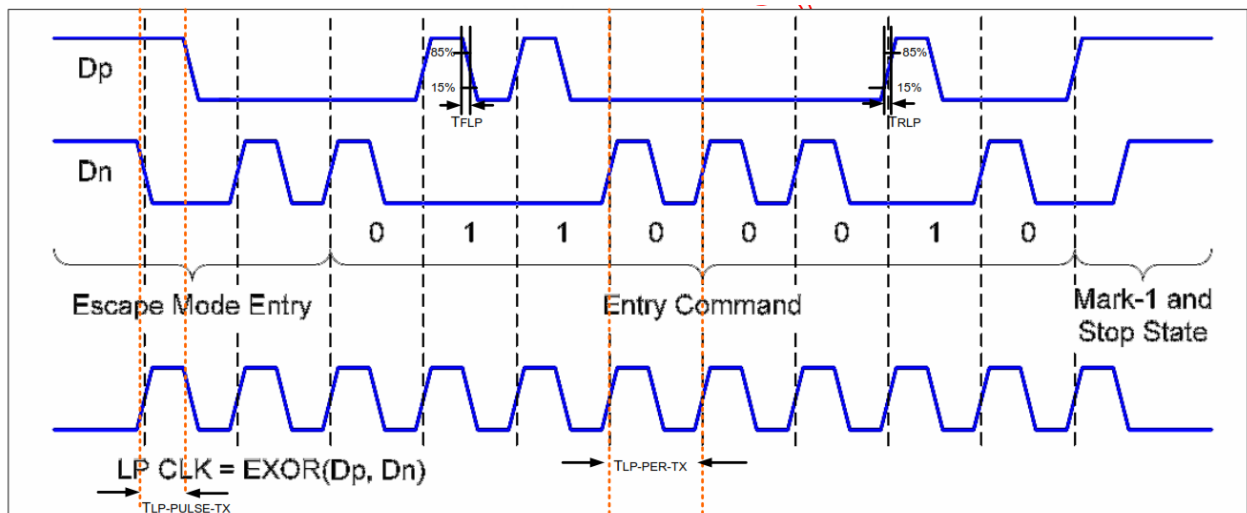 Dp
85%
15%
TFLP
85%
15%
TRLP
Dn
0 1 1 0 0 0 1 0
Escape Mode Entry
Entry Command
Mark-1 and
Stop State
LP CLK = EXOR(Dp, Dn)
TLP-PER-TX
TLP-PULSE-TX